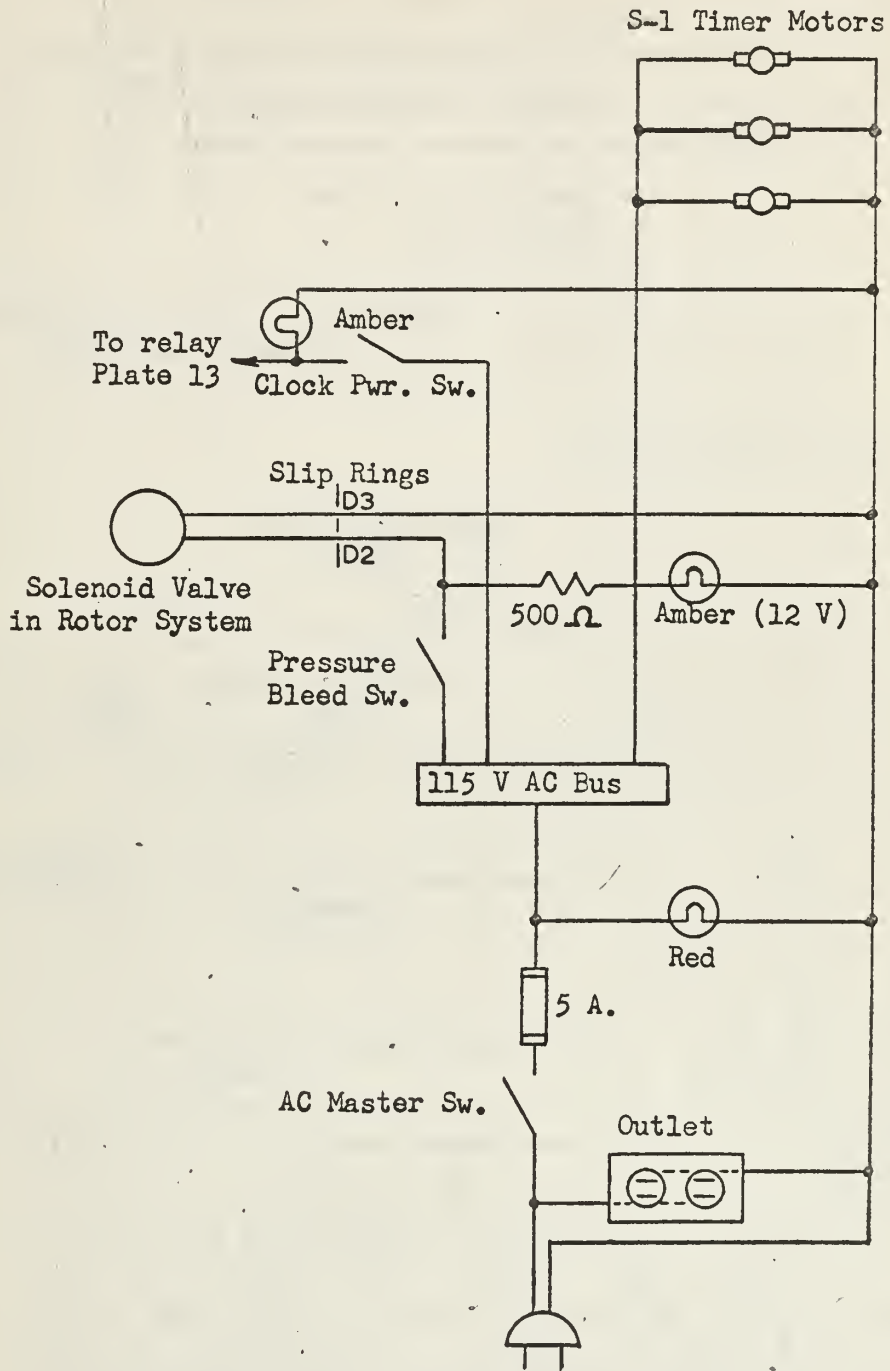 S-1 Timer Motors
Amber
To relay
Plate 13
Clock Pwr. Sw.
Slip Rings
D3
D2
Solenoid Valve
in Rotor System
500 Ω
Amber (12 V)
Pressure
Bleed Sw.
115 V AC Bus
Red
5 A.
AC Master Sw.
Outlet